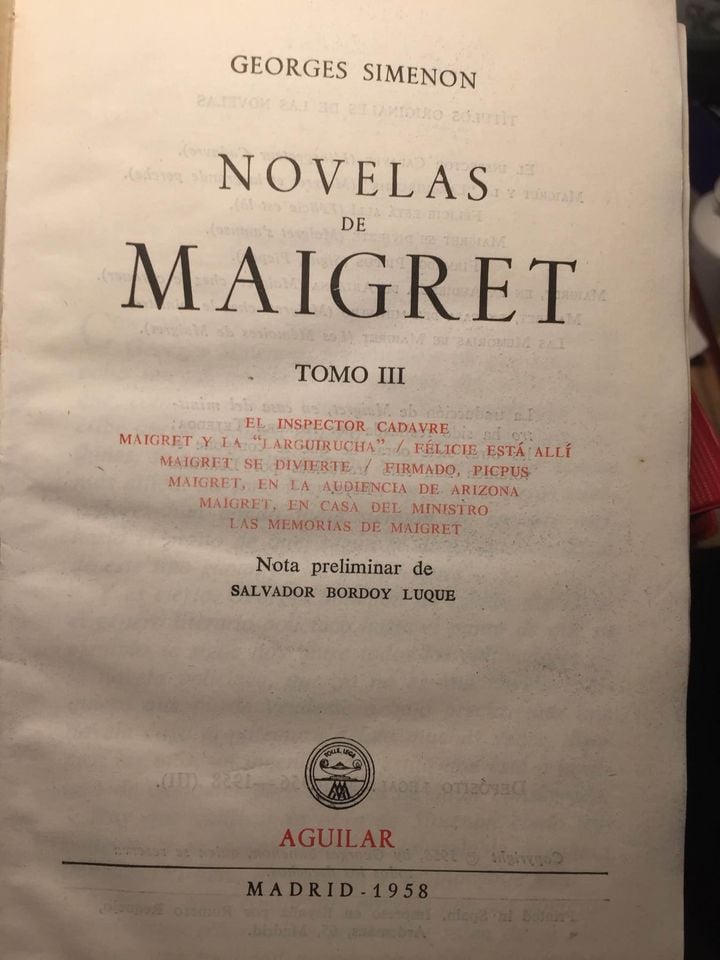 GEORGES SIMENON
NOVELAS
DE
MAIGRET
TOMO III
EL INSPECTOR CADAVRE
MAIGRET Y LA "LARGUIRUCHA" / FÉLICIE ESTÁ ALLÍ
MAIGRET SE DIVIERTE / FIRMADO, PICPUS
MAIGRET, EN LA AUDIENCIA DE ARIZONA
MAIGRET, EN CASA DEL MINISTRO
LAS MEMORIAS DE MAIGRET
Nota preliminar de
SALVADOR BORDOY LUQUE
TOLLE, LEGE
AGUILAR
MADRID - 1958